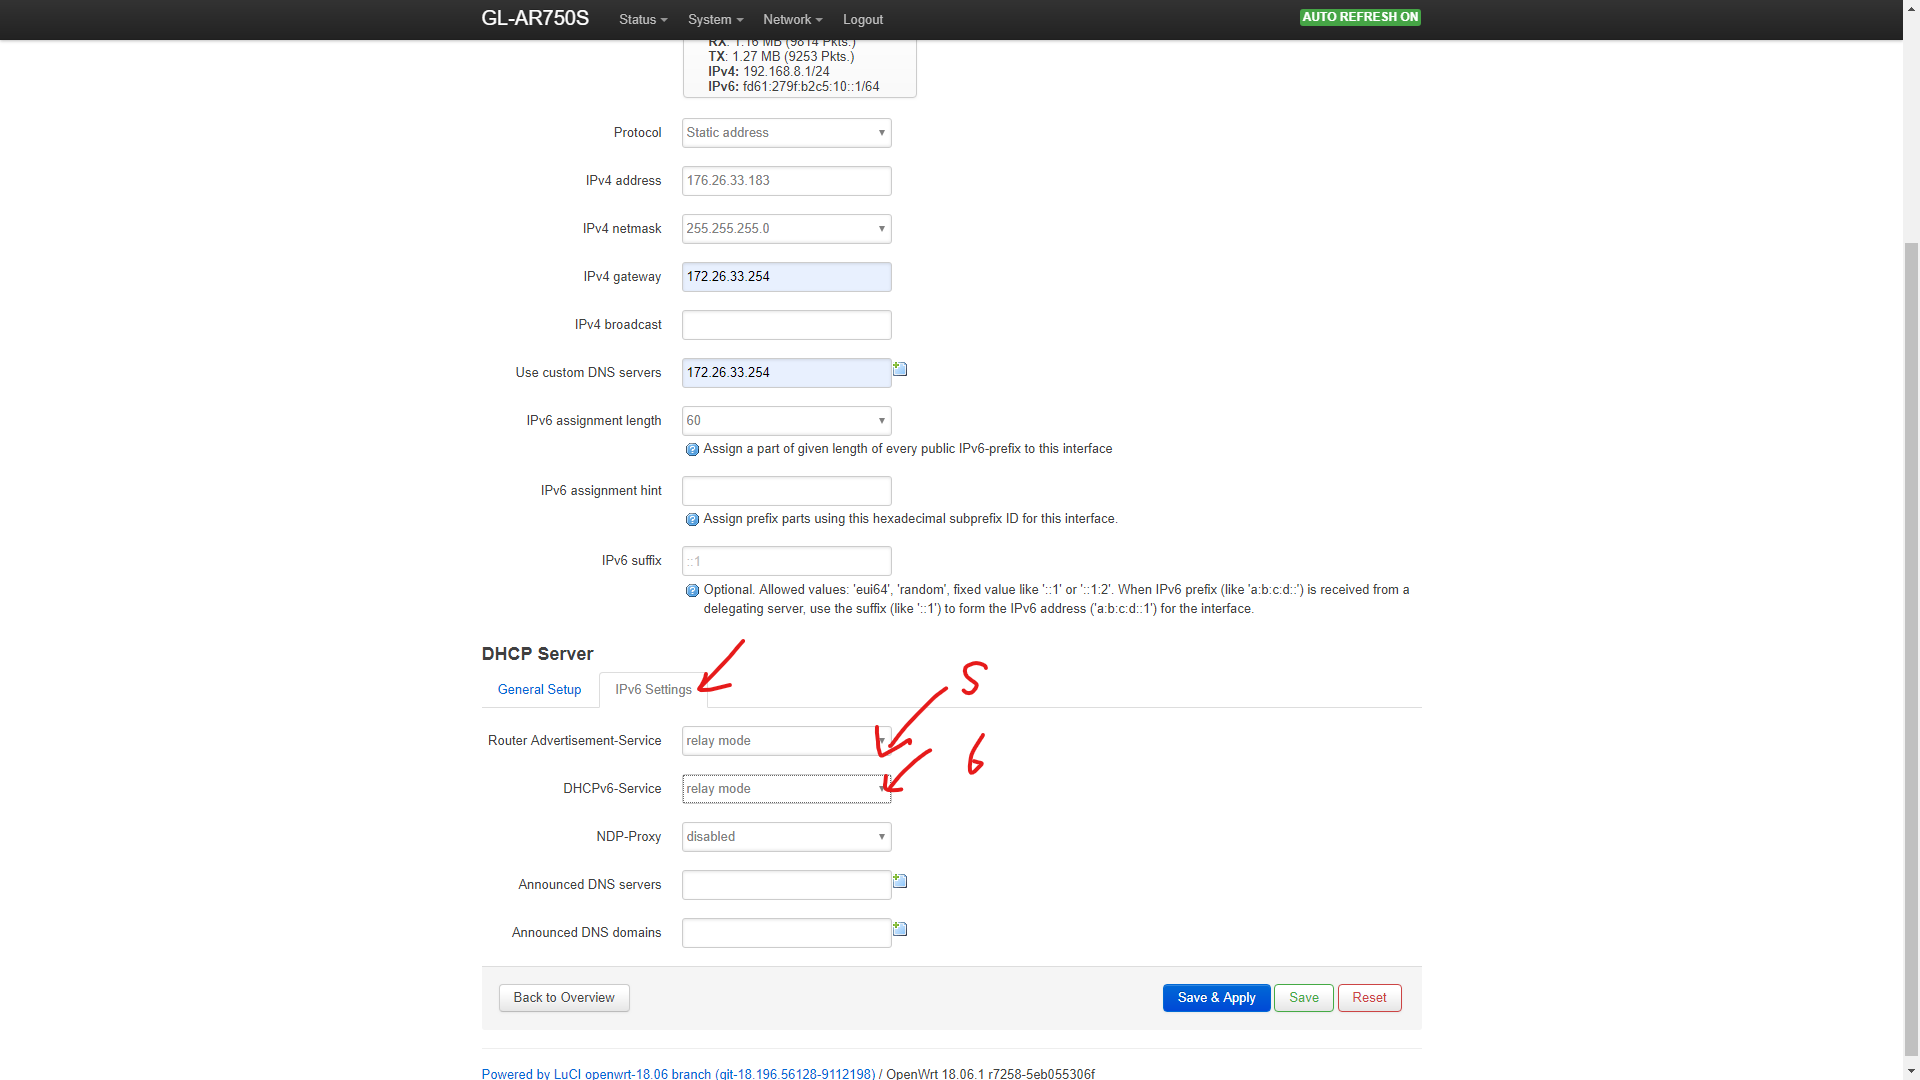 GL-AR750S Status System Network Logout AUTO REFRESH ON
RX: 1.16 MB (9814 Pkts.)
TX: 1.27 MB (9253 Pkts.)
IPv4: 192.168.8.1/24
IPv6: fd61:279f:b2c5:10::1/64
Protocol Static address
IPv4 address 176.26.33.183
IPv4 netmask 255.255.255.0
IPv4 gateway 172.26.33.254
IPv4 broadcast
Use custom DNS servers 172.26.33.254
IPv6 assignment length 60
Assign a part of given length of every public IPv6-prefix to this interface
IPv6 assignment hint
Assign prefix parts using this hexadecimal subprefix ID for this interface.
IPv6 suffix ::1
Optional. Allowed values: 'eui64', 'random', fixed value like '::1' or '::1:2'. When IPv6 prefix (like 'a:b:c:d::') is received from a
delegating server, use the suffix (like '::1') to form the IPv6 address ('a:b:c:d::1') for the interface.
DHCP Server
General Setup IPv6 Settings 5
Router Advertisement-Service relay mode 6
DHCPv6-Service relay mode
NDP-Proxy disabled
Announced DNS servers
Announced DNS domains
Back to Overview Save & Apply Save Reset
Powered by LuCI openwrt-18.06 branch (git-18.196.56128-9112198) / OpenWrt 18.06.1 r7258-5eb055306f